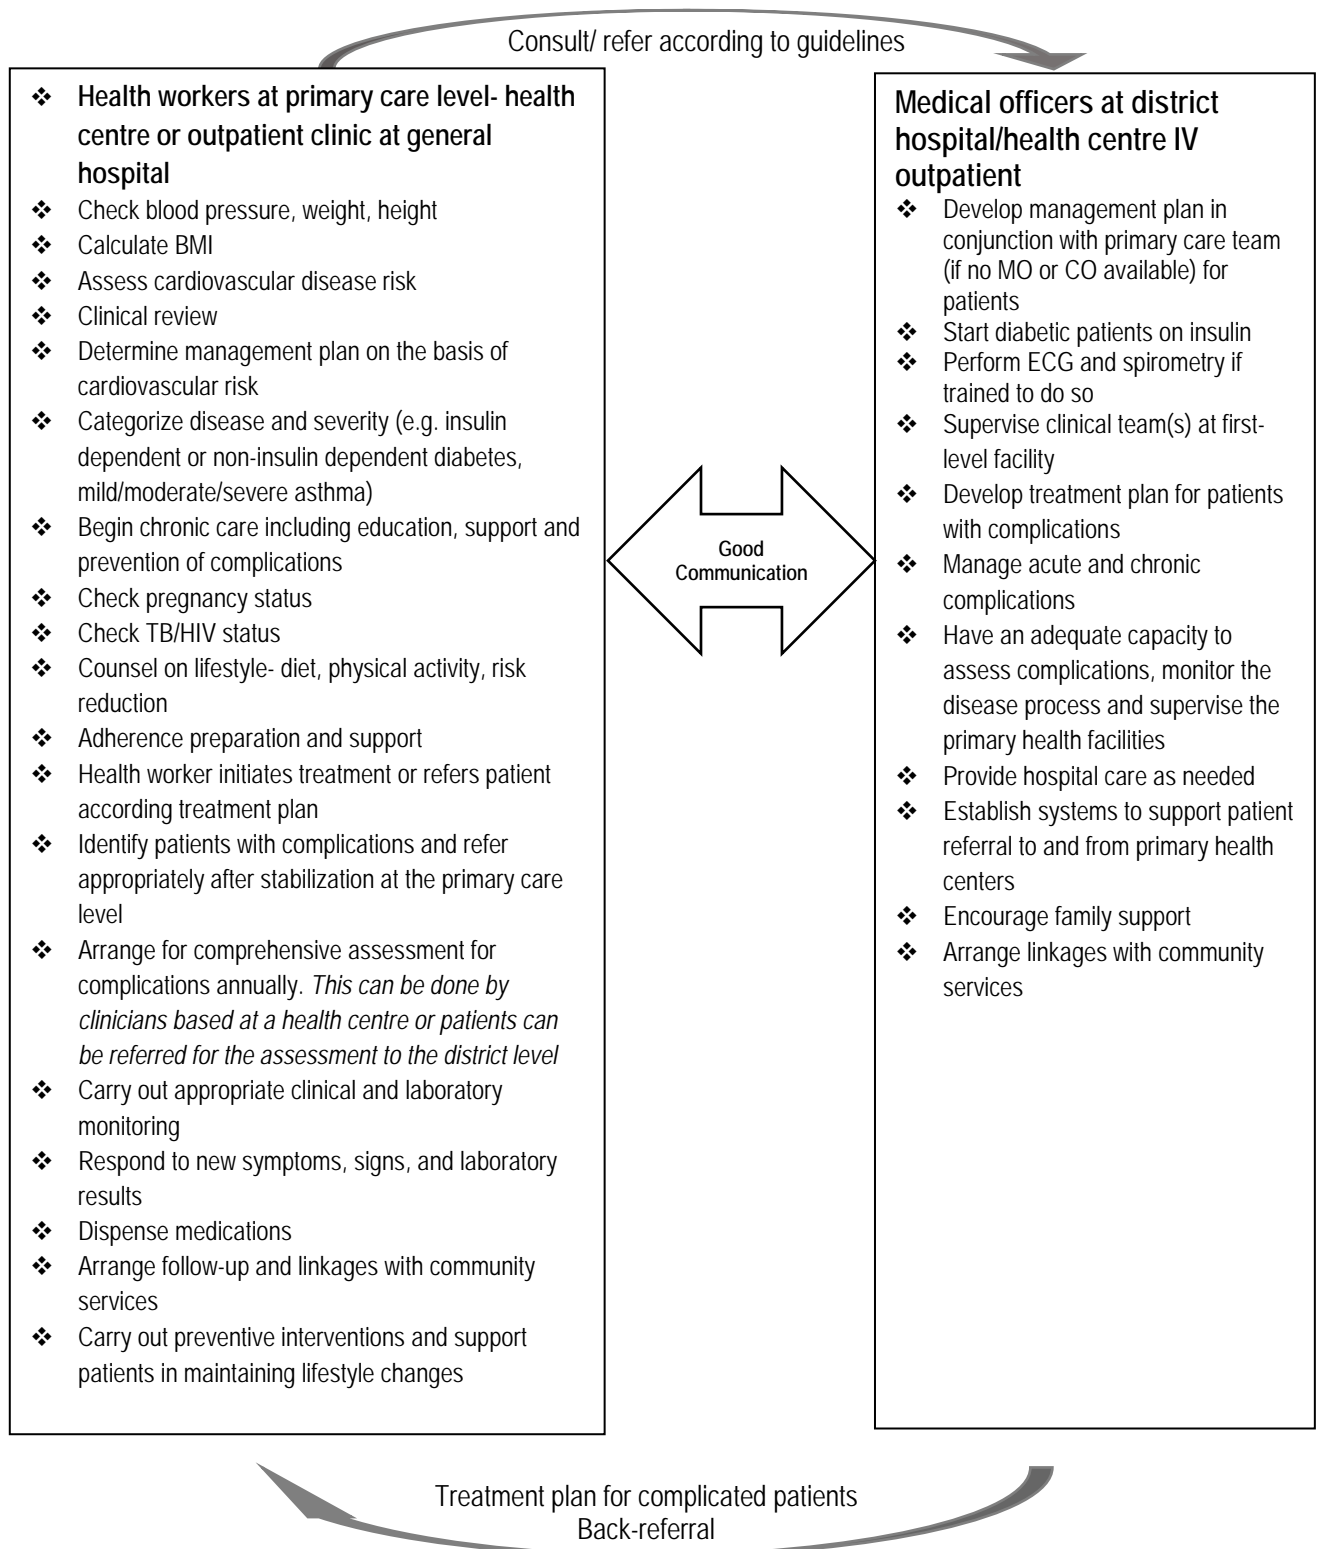 Consult/ refer according to guidelines
❖ Health workers at primary care level- health
centre or outpatient clinic at general
hospital
❖ Check blood pressure, weight, height
❖ Calculate BMI
❖ Assess cardiovascular disease risk
❖ Clinical review
❖ Determine management plan on the basis of
cardiovascular risk
❖ Categorize disease and severity (e.g. insulin
dependent or non-insulin dependent diabetes,
mild/moderate/severe asthma)
❖ Begin chronic care including education, support and
prevention of complications
❖ Check pregnancy status
❖ Check TB/HIV status
❖ Counsel on lifestyle- diet, physical activity, risk
reduction
❖ Adherence preparation and support
❖ Health worker initiates treatment or refers patient
according treatment plan
❖ Identify patients with complications and refer
appropriately after stabilization at the primary care
level
❖ Arrange for comprehensive assessment for
complications annually. This can be done by
clinicians based at a health centre or patients can
be referred for the assessment to the district level
❖ Carry out appropriate clinical and laboratory
monitoring
❖ Respond to new symptoms, signs, and laboratory
results
❖ Dispense medications
❖ Arrange follow-up and linkages with community
services
❖ Carry out preventive interventions and support
patients in maintaining lifestyle changes
Good
Communication
Medical officers at district
hospital/health centre IV
outpatient
❖ Develop management plan in
conjunction with primary care team
(if no MO or CO available) for
patients
❖ Start diabetic patients on insulin
❖ Perform ECG and spirometry if
trained to do so
❖ Supervise clinical team(s) at first-
level facility
❖ Develop treatment plan for patients
with complications
❖ Manage acute and chronic
complications
❖ Have an adequate capacity to
assess complications, monitor the
disease process and supervise the
primary health facilities
❖ Provide hospital care as needed
❖ Establish systems to support patient
referral to and from primary health
centers
❖ Encourage family support
❖ Arrange linkages with community
services
Treatment plan for complicated patients
Back-referral